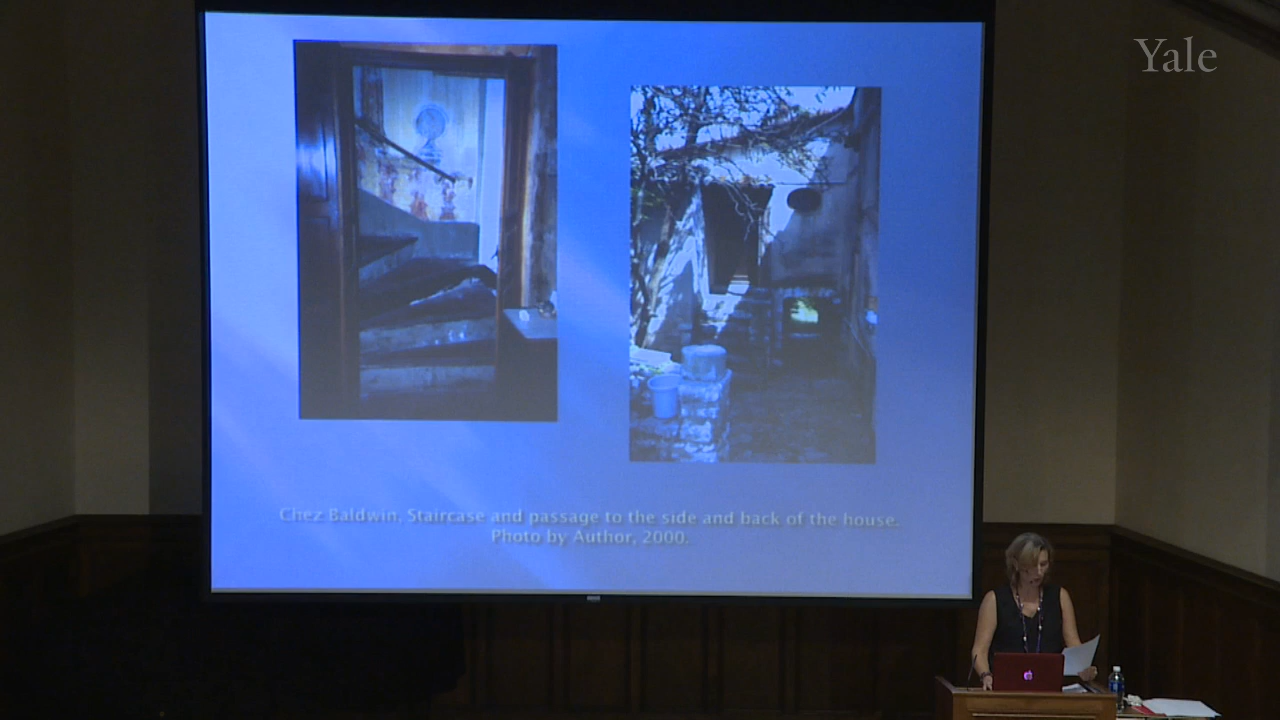 Yale
Chez Baldwin. Staircase and passage to the side and back of the house.
Photo by Author, 2000.